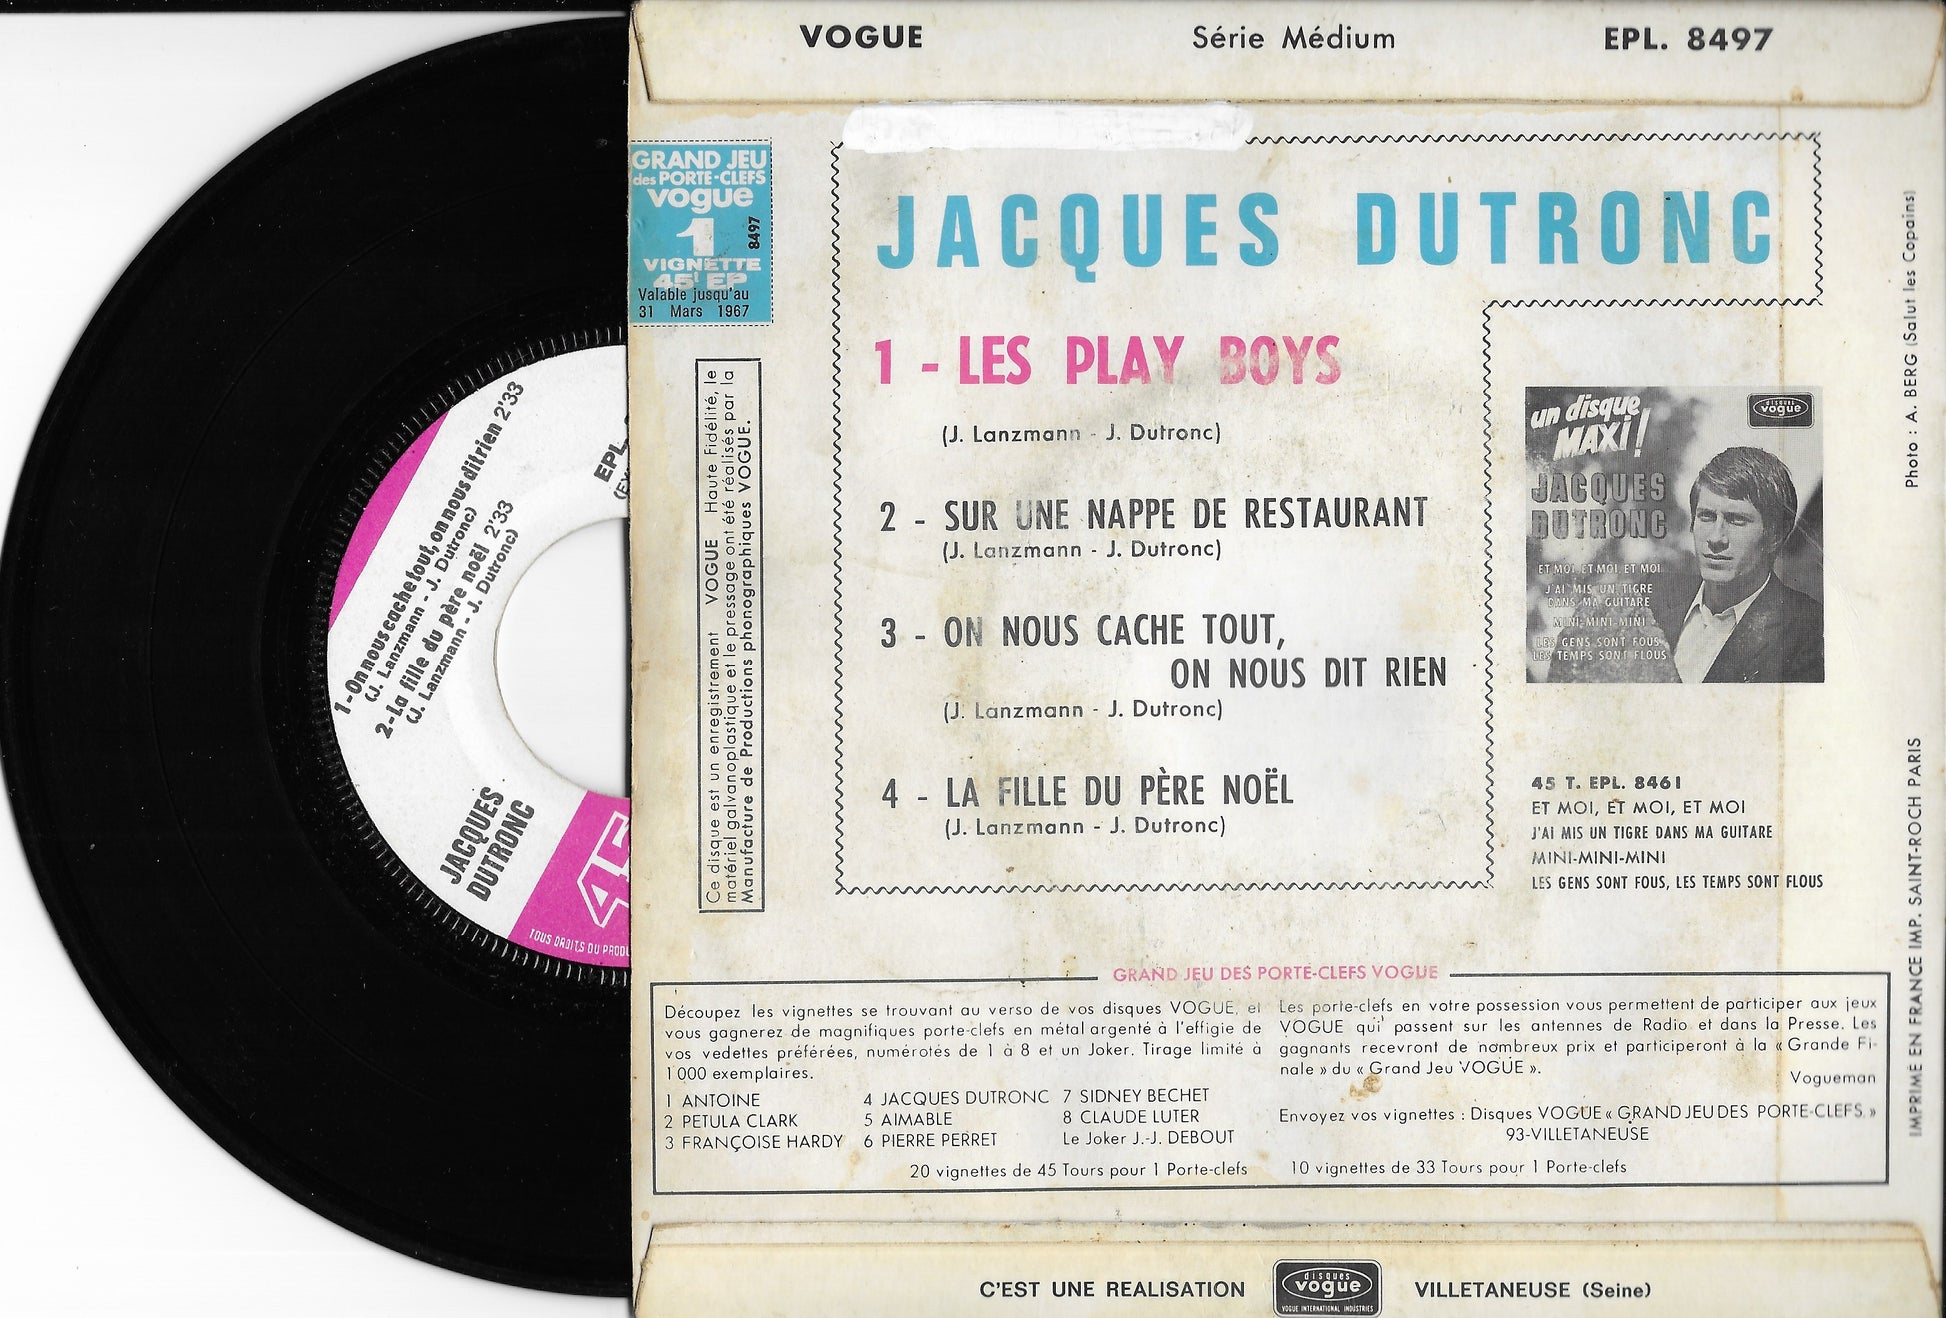 VOGUE Série Médium EPL. 8497
GRAND JEU
des PORTE-CLEFS
vogue
1
8497
VIGNETTE
45t EP
Valable jusqu'au
31 Mars 1967
JACQUES DUTRONC
1 - LES PLAY BOYS
(J. Lanzmann - J. Dutronc)
2 - SUR UNE NAPPE DE RESTAURANT
(J. Lanzmann - J. Dutronc)
3 - ON NOUS CACHE TOUT,
ON NOUS DIT RIEN
(J. Lanzmann - J. Dutronc)
4 - LA FILLE DU PÈRE NOËL
(J. Lanzmann - J. Dutronc)
un disque
MAXI!
disques
vogue
JACQUES
DUTRONC
ET MOI, ET MOI, ET MOI
J'AI MIS UN TIGRE
DANS MA GUITARE
MINI-MINI-MINI
LES GENS SONT FOUS,
LES TEMPS SONT FLOUS
45 T. EPL. 8461
ET MOI, ET MOI, ET MOI
J'AI MIS UN TIGRE DANS MA GUITARE
MINI-MINI-MINI
LES GENS SONT FOUS, LES TEMPS SONT FLOUS
Photo : A. BERG (Salut les Copains)
IMPRIME EN FRANCE IMP. SAINT-ROCH PARIS
Ce disque est un enregistrement VOGUE Haute Fidélité, le
matériel galvanoplastique et le pressage ont été réalisés par la
Manufacture de Productions phonographiques VOGUE.
EPL.
1-On nous cache tout, on nous dit rien 2'33
(J. Lanzmann - J. Dutronc)
2-La fille du père noël 2'33
(J. Lanzmann - J. Dutronc)
JACQUES
DUTRONC
45
TOUS DROITS DU PRODU
GRAND JEU DES PORTE-CLEFS VOGUE
Découpez les vignettes se trouvant au verso de vos disques VOGUE, et
vous gagnerez de magnifiques porte-clefs en métal argenté à l'effigie de
vos vedettes préférées, numérotés de 1 à 8 et un Joker. Tirage limité à
1 000 exemplaires.
1 ANTOINE 4 JACQUES DUTRONC 7 SIDNEY BECHET
2 PETULA CLARK 5 AIMABLE 8 CLAUDE LUTER
3 FRANÇOISE HARDY 6 PIERRE PERRET Le Joker J.-J. DEBOUT
20 vignettes de 45 Tours pour 1 Porte-clefs
Les porte-clefs en votre possession vous permettent de participer aux jeux
VOGUE qui passent sur les antennes de Radio et dans la Presse. Les
gagnants recevront de nombreux prix et participeront à la « Grande Fi-
nale » du « Grand Jeu VOGUE ».
Vogueman
Envoyez vos vignettes : Disques VOGUE « GRAND JEU DES PORTE-CLEFS »
93-VILLETANEUSE
10 vignettes de 33 Tours pour 1 Porte-clefs
C'EST UNE REALISATION disques vogue VOGUE INTERNATIONAL INDUSTRIES VILLETANEUSE (Seine)